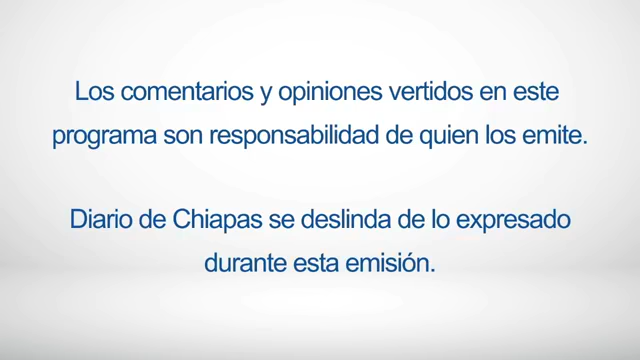 Los comentarios y opiniones vertidos en este
programa son responsabilidad de quien los emite.
Diario de Chiapas se deslinda de lo expresado
durante esta emisión.